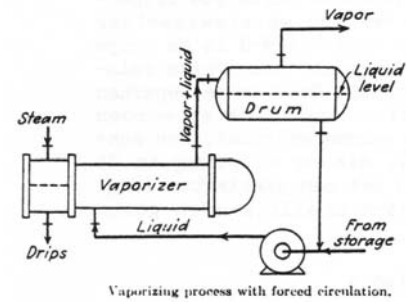 Vapor
Liquid
level
Drum
Vapor+liquid
Steam
Vaporizer
Liquid
Drips
From
storage
Vaporizing process with forced circulation.